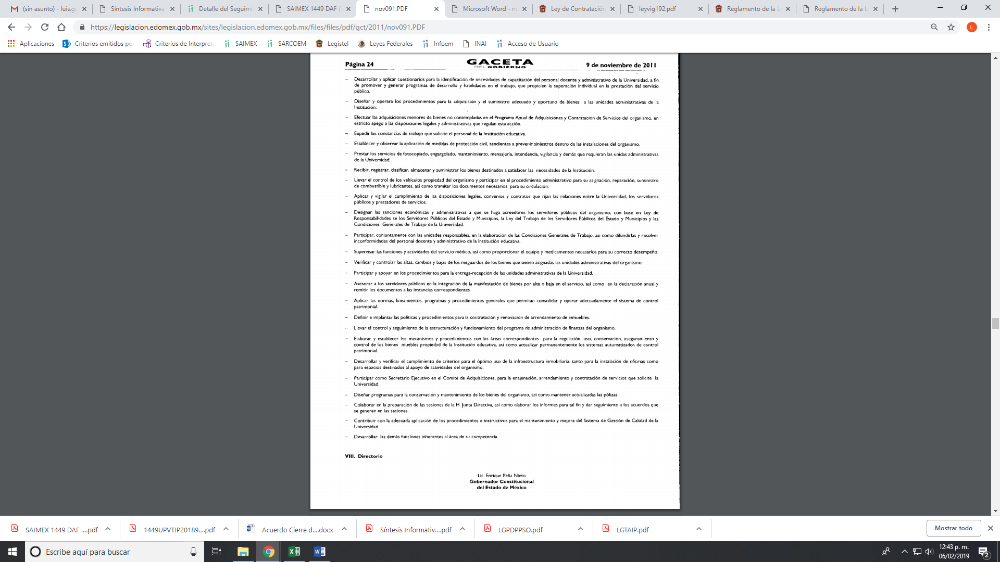 (sin asunto) - luis.gu
Síntesis Informativa
Detalle del Seguimi
SAIMEX 1449 DAF (
nov091.PDF
Microsoft Word - no
Ley de Contratación
leyvig192.pdf
Reglamento de la L
Reglamento de la L
https://legislacion.edomex.gob.mx/sites/legislacion.edomex.gob.mx/files/files/pdf/gct/2011/nov091.PDF
L
Aplicaciones
Criterios emitidos po
Criterios de Interpret
SAIMEX
SARCOEM
Legistel
Leyes Federales
Infoem
INAI
Acceso de Usuario
Página 24
GACETA
DEL GOBIERNO
9 de noviembre de 2011
– Desarrollar y aplicar cuestionarios para la identificación de necesidades de capacitación del personal docente y administrativo de la Universidad, a fin
de promover y generar programas de desarrollo y habilidades en el trabajo, que propicien la superación individual en la prestación del servicio
público.
– Diseñar y operara los procedimientos para la adquisición y el suministro adecuado y oportuno de bienes a las unidades administrativas de la
Institución.
– Efectuar las adquisiciones menores de bienes no contempladas en el Programa Anual de Adquisiciones y Contratación de Servicios del organismo, en
estricto apego a las disposiciones legales y administrativas que regulan esta acción.
– Expedir las constancias de trabajo que solicite el personal de la Institución educativa.
– Establecer y observar la aplicación de medidas de protección civil, tendientes a prevenir siniestros dentro de las instalaciones del organismo.
– Prestar los servicios de fotocopiado, engargolado, mantenimiento, mensajería, intendencia, vigilancia y demás que requieran las unidas administrativas
de la Universidad.
– Recibir, registrar, clasificar, almacenar y suministrar los bienes destinados a satisfacer las necesidades de la Institución.
– Llevar el control de los vehículos propiedad del organismo y participar en el procedimiento administrativo para su asignación, reparación, suministro
de combustible y lubricantes, así como tramitar los documentos necesarios para su circulación.
– Aplicar y vigilar el cumplimiento de las disposiciones legales, convenios y contratos que rijan las relaciones entre la Universidad, los servidores
públicos y prestadores de servicios.
– Designar las sanciones económicas y administrativas a que se haga acreedores los servidores públicos del organismo, con base en Ley de
Responsabilidades se los Servidores Públicos del Estado y Municipios, la Ley del Trabajo de los Servidores Públicos del Estado y Municipios y las
Condiciones Generales de Trabajo de la Universidad.
– Participar, conjuntamente con las unidades responsables, en la elaboración de las Condiciones Generales de Trabajo, así como difundirlas y resolver
inconformidades del personal docente y administrativo de la Institución educativa.
– Supervisar las funciones y actividades del servicio médico, así como proporcionar el equipo y medicamentos necesarios para su correcto desempeño.
– Verificar y controlar las altas, cambios y bajas de los resguardos de los bienes que tienen asignadas las unidades administrativas del organismo.
– Participar y apoyar en los procedimientos para la entrega-recepción de las unidades administrativas de la Universidad.
– Asesorar a los servidores públicos en la integración de la manifestación de bienes por alta o baja en el servicio, así como en la declaración anual y
remitir los documentos a las instancias correspondientes.
– Aplicar las normas, lineamientos, programas y procedimientos generales que permitan consolidar y operar adecuadamente el sistema de control
patrimonial.
– Definir e implantar las políticas y procedimientos para la contratación y renovación de arrendamiento de inmuebles.
– Llevar el control y seguimiento de la estructuración y funcionamiento del programa de administración de finanzas del organismo.
– Elaborar y establecer los mecanismos y procedimientos con las áreas correspondientes para la regulación, uso, conservación, aseguramiento y
control de los bienes muebles propiedad de la Institución educativa, así como actualizar permanentemente los sistemas automatizados de control
patrimonial.
– Desarrollar y verificar el cumplimiento de criterios para el óptimo uso de la infraestructura inmobiliaria, tanto para la instalación de oficinas como
para espacios destinados al apoyo de actividades del organismo.
– Participar como Secretario Ejecutivo en el Comité de Adquisiciones, para la enajenación, arrendamiento y contratación de servicios que solicite la
Universidad.
– Diseñar programas para la conservación y mantenimiento de los bienes del organismo, así como mantener actualizadas las pólizas.
– Colaborar en la preparación de las sesiones de la H. Junta Directiva, así como elaborar los informes para tal fin y dar seguimiento a los acuerdos que
se generen en las sesiones.
– Contribuir con la adecuada aplicación de los procedimientos e instructivos para el mantenimiento y mejora del Sistema de Gestión de Calidad de la
Universidad.
– Desarrollar las demás funciones inherentes al área de su competencia.
VIII. Directorio
Lic. Enrique Peña Nieto
Gobernador Constitucional
del Estado de México
SAIMEX 1449 DAF ....pdf
1449UPVTIP20189....pdf
Acuerdo Cierre d....docx
Síntesis Informativ....pdf
LGPDPPSO.pdf
LGTAIP.pdf
Mostrar todo
Escribe aquí para buscar
12:43 p. m.
06/02/2019
2